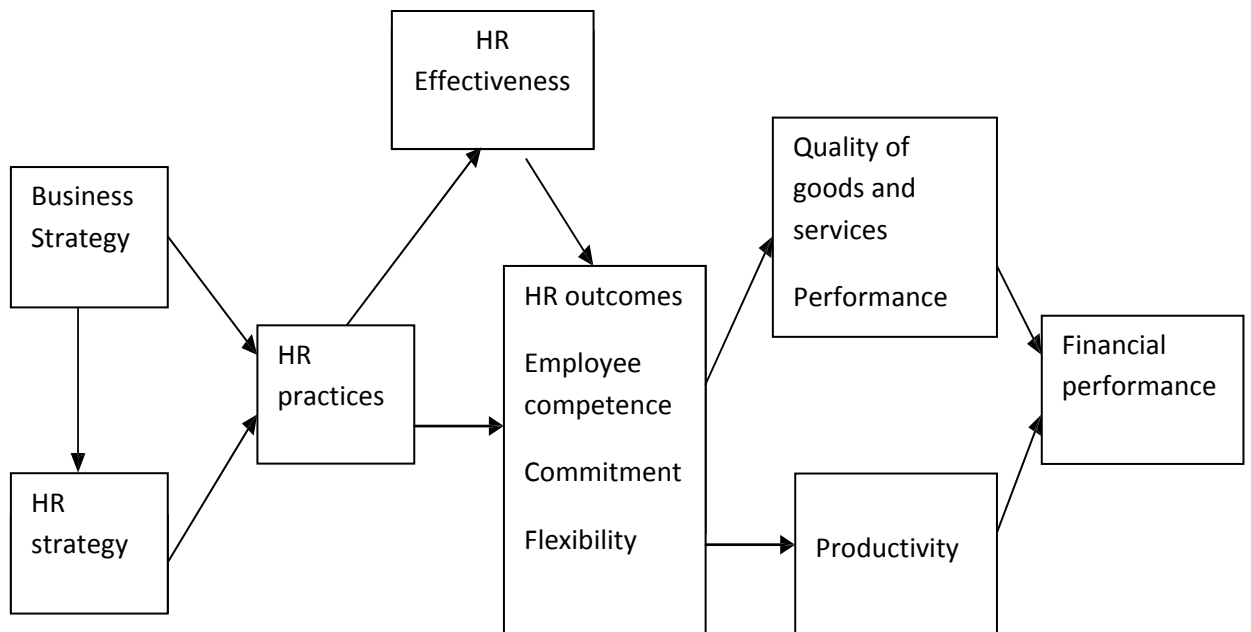 HR
Effectiveness
Business
Strategy
HR
strategy
HR
practices
HR outcomes
Employee
competence
Commitment
Flexibility
Quality of
goods and
services
Performance
Productivity
Financial
performance